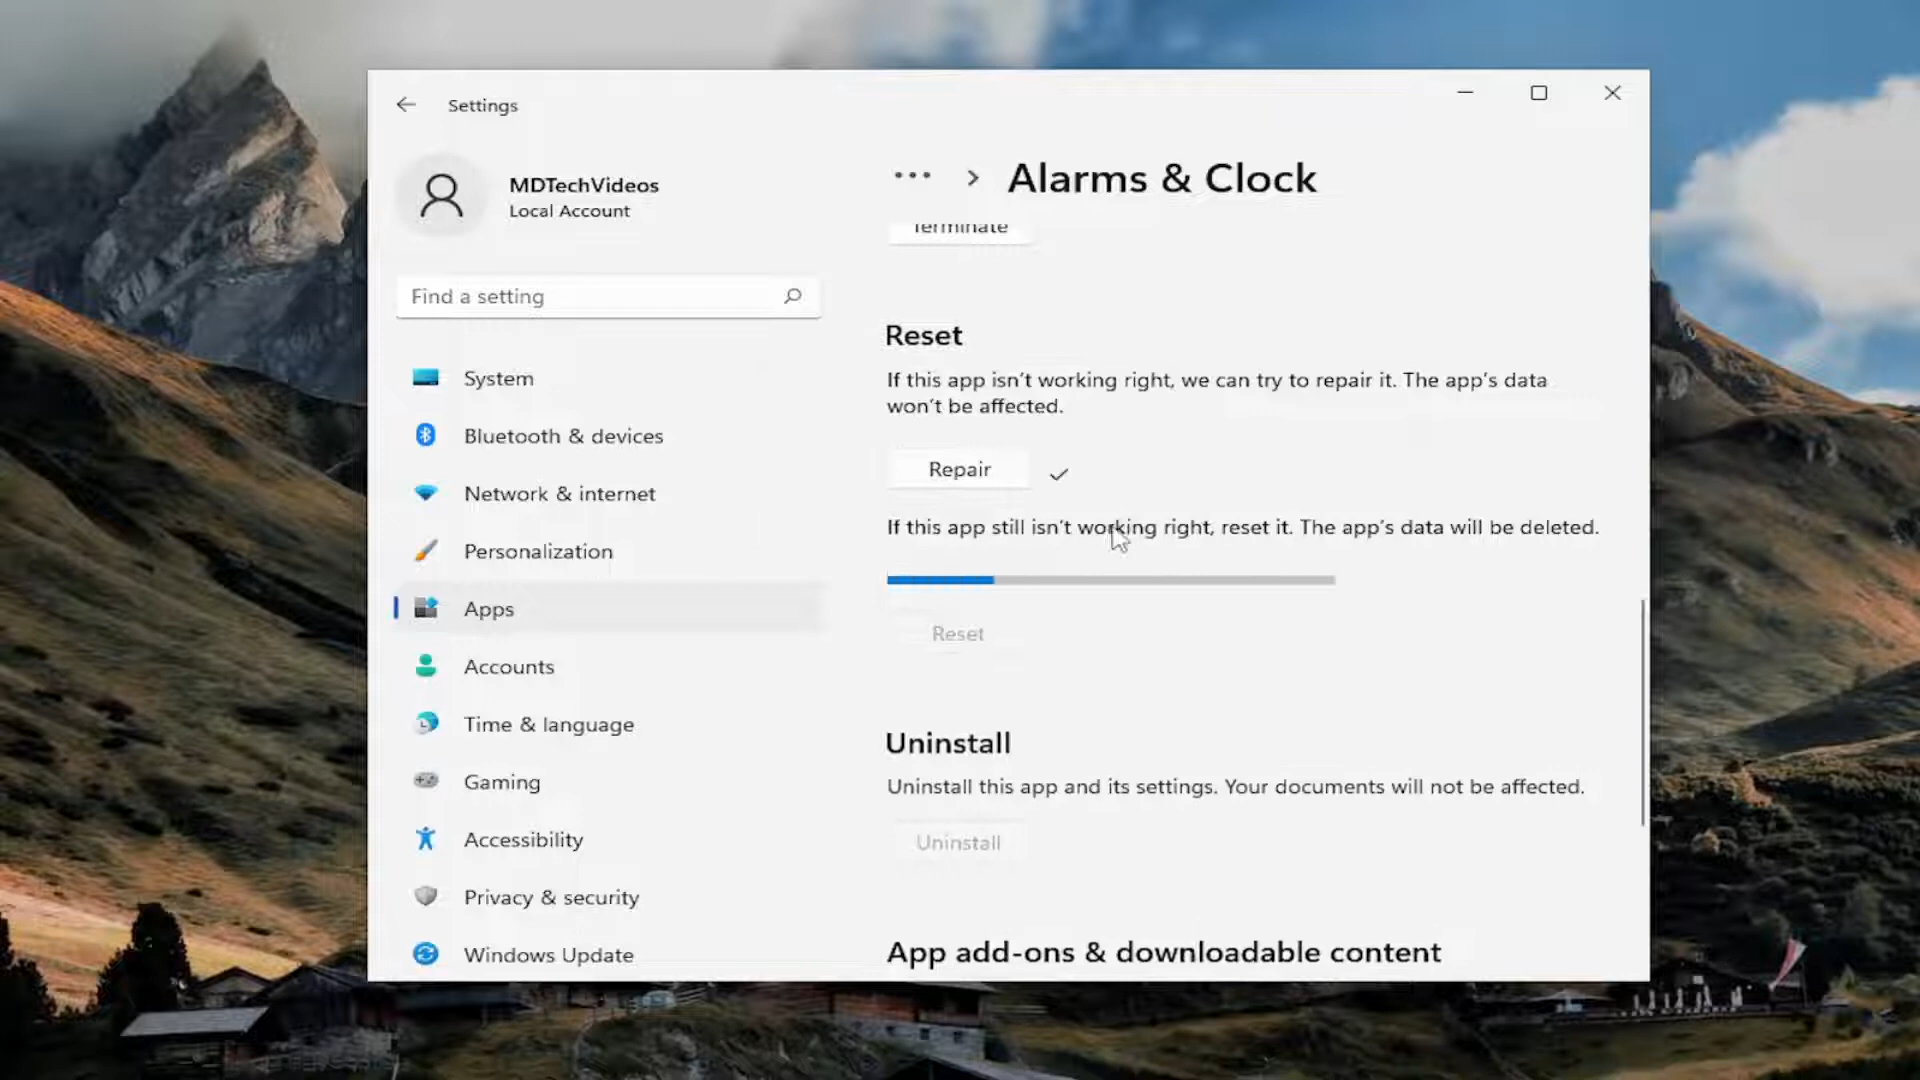 Settings
MDTechVideos
Local Account
Find a setting
System
Bluetooth & devices
Network & internet
Personalization
Apps
Accounts
Time & language
Gaming
Accessibility
Privacy & security
Windows Update
... > Alarms & Clock
Terminate
Reset
If this app isn't working right, we can try to repair it. The app's data
won't be affected.
Repair
If this app still isn't working right, reset it. The app's data will be deleted.
Reset
Uninstall
Uninstall this app and its settings. Your documents will not be affected.
Uninstall
App add-ons & downloadable content